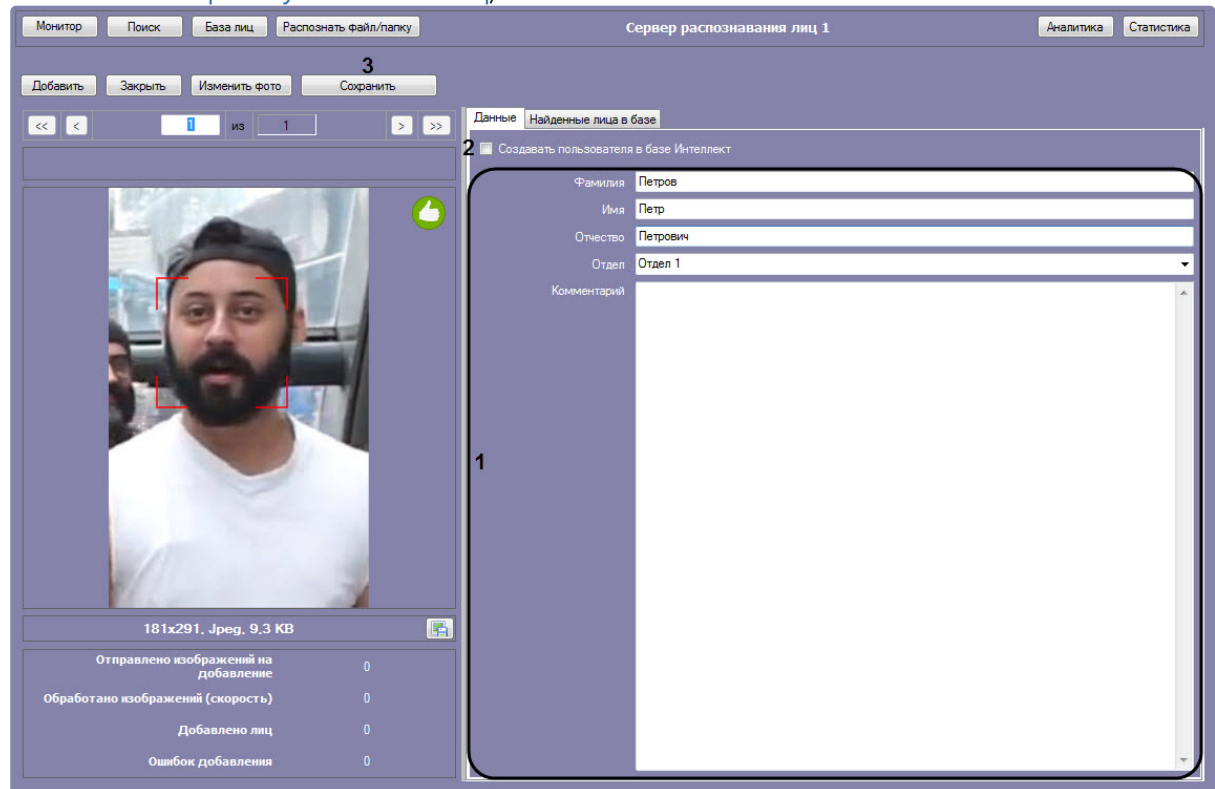 Монитор Поиск База лиц Распознать файл/папку Сервер распознавания лиц 1 Аналитика Статистика
3
Добавить Закрыть Изменить фото Сохранить
<< < 1 из 1 > >>
Данные Найденные лица в базе
2 Создавать пользователя в базе Интеллект
Фамилия Петров
Имя Петр
Отчество Петрович
Отдел Отдел 1
Комментарий
1
181x291, Jpeg, 9,3 KB
Отправлено изображений на
добавление 0
Обработано изображений (скорость) 0
Добавлено лиц 0
Ошибок добавления 0